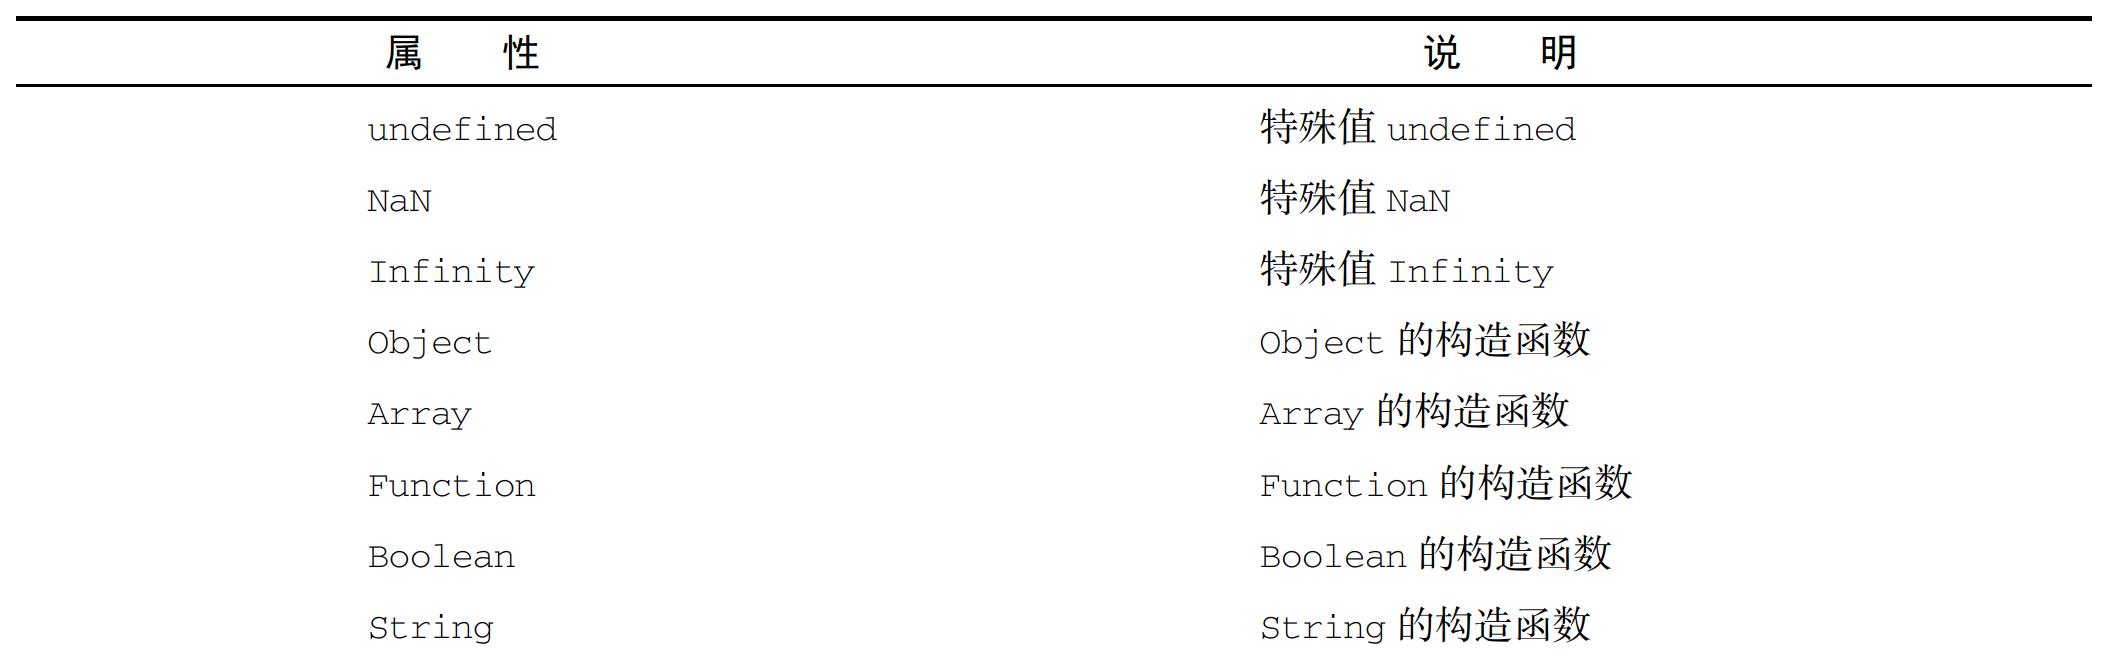 属 性 说 明
undefined 特殊值 undefined
NaN 特殊值 NaN
Infinity 特殊值 Infinity
Object Object 的构造函数
Array Array 的构造函数
Function Function 的构造函数
Boolean Boolean 的构造函数
String String 的构造函数